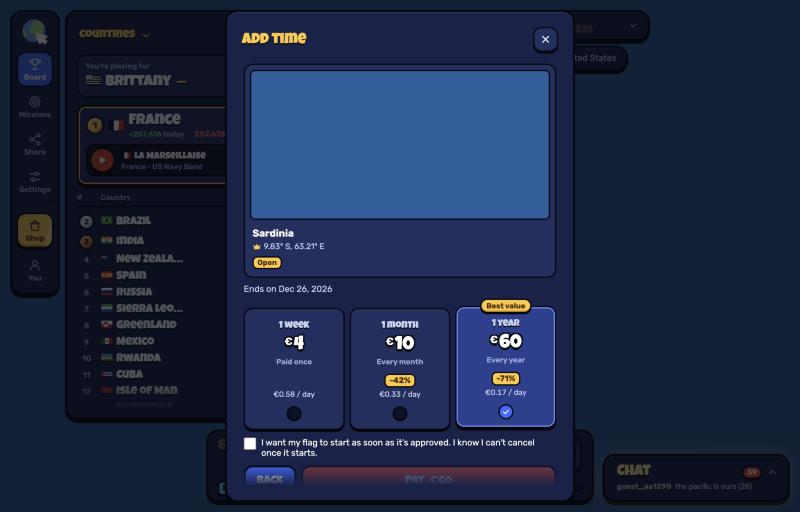 Board
Missions
Share
Settings
Shop
You
COUNTRIES
You're playing for
BRITTANY
1
FRANCE
+257.676 today
257.676
LA MARSEILLAISE
France · US Navy Band
# Country
2 BRAZIL
3 INDIA
4 NEW ZEALA...
5 SPAIN
6 RUSSIA
7 SIERRA LEO...
8 GREENLAND
9 MEXICO
10 RWANDA
11 CUBA
12 ISLE OF MAN
ADD TIME
Sardinia
9.83° S, 63.21° E
Open
Ends on Dec 26, 2026
1 WEEK
€4
Paid once
€0.58 / day
1 MONTH
€10
Every month
-42%
€0.33 / day
Best value
1 YEAR
€60
Every year
-71%
€0.17 / day
I want my flag to start as soon as it's approved. I know I can't cancel
once it starts.
BACK
PAY €60
ted States
CHAT
39
guest_aa1290 the pacific is ours (28)